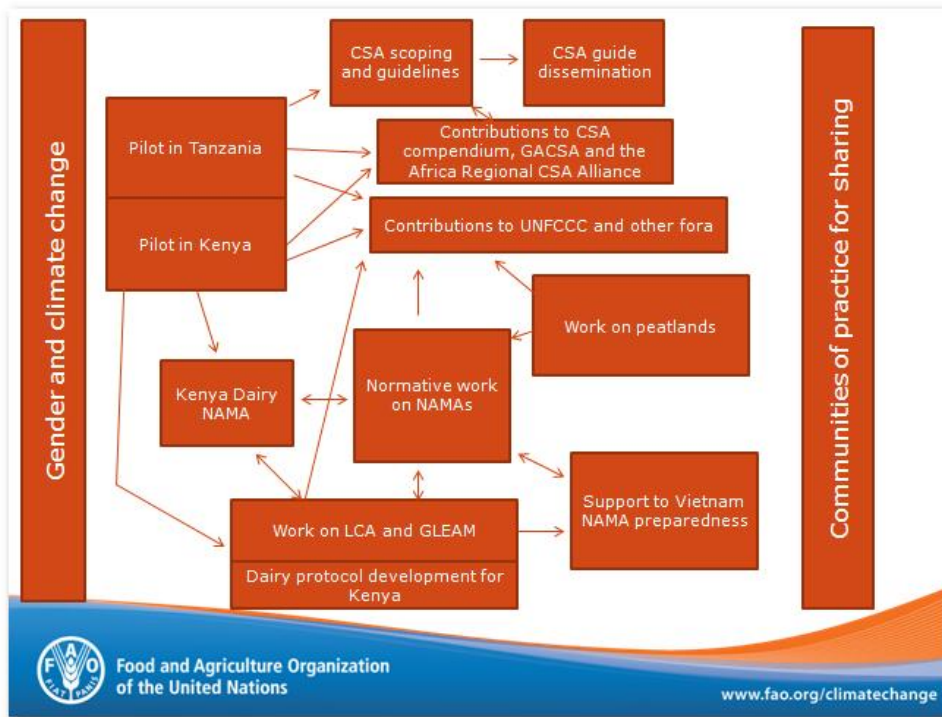 Gender and climate change
CSA scoping
and guidelines
CSA guide
dissemination
Pilot in Tanzania
Contributions to CSA
compendium, GACSA and the
Africa Regional CSA Alliance
Pilot in Kenya
Contributions to UNFCCC and other fora
Work on peatlands
Kenya Dairy
NAMA
Normative work
on NAMAs
Support to Vietnam
NAMA preparedness
Work on LCA and GLEAM
Dairy protocol development for
Kenya
Communities of practice for sharing
F A O
FIAT PANIS
Food and Agriculture Organization
of the United Nations
www.fao.org/climatechange